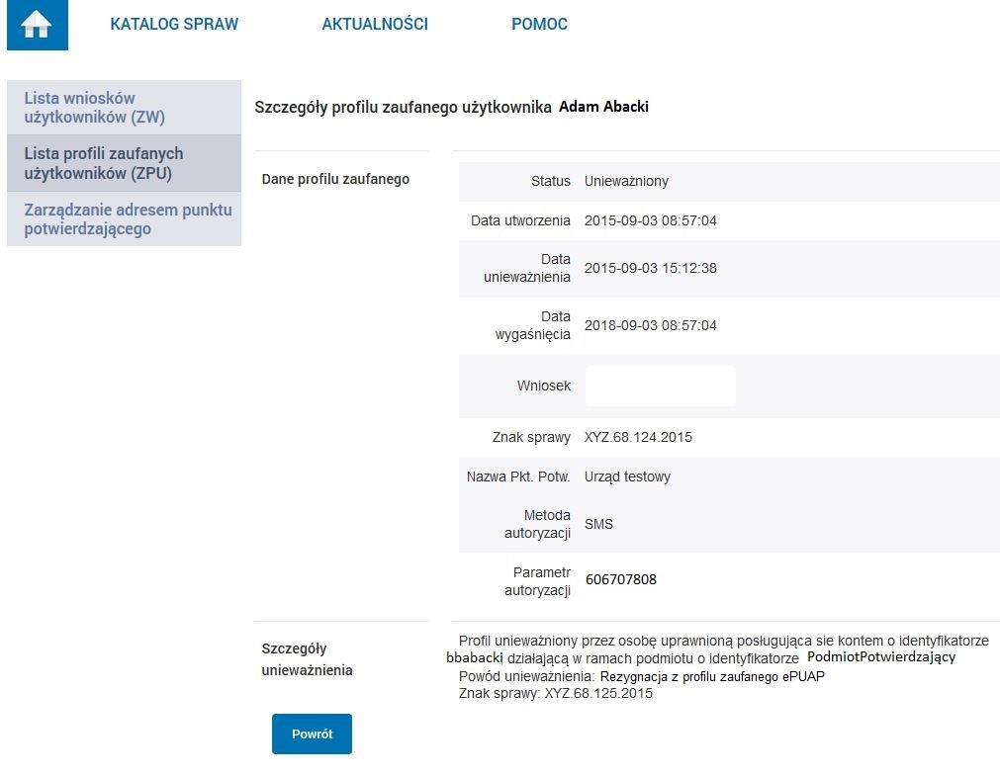 KATALOG SPRAW AKTUALNOŚCI POMOC
Lista wniosków
użytkowników (ZW)
Lista profili zaufanych
użytkowników (ZPU)
Zarządzanie adresem punktu
potwierdzającego
Szczegóły profilu zaufanego użytkownika Adam Abacki
Dane profilu zaufanego
Status Unieważniony
Data utworzenia 2015-09-03 08:57:04
Data
unieważnienia 2015-09-03 15:12:38
Data
wygaśnięcia 2018-09-03 08:57:04
Wniosek
Znak sprawy XYZ.68.124.2015
Nazwa Pkt. Potw. Urząd testowy
Metoda
autoryzacji SMS
Parametr
autoryzacji 606707808
Szczegóły
unieważnienia
Profil unieważniony przez osobę uprawnioną posługująca sie kontem o identyfikatorze
bbabacki działającą w ramach podmiotu o identyfikatorze PodmiotPotwierdzający
Powód unieważnienia: Rezygnacja z profilu zaufanego ePUAP
Znak sprawy: XYZ.68.125.2015
Powrót